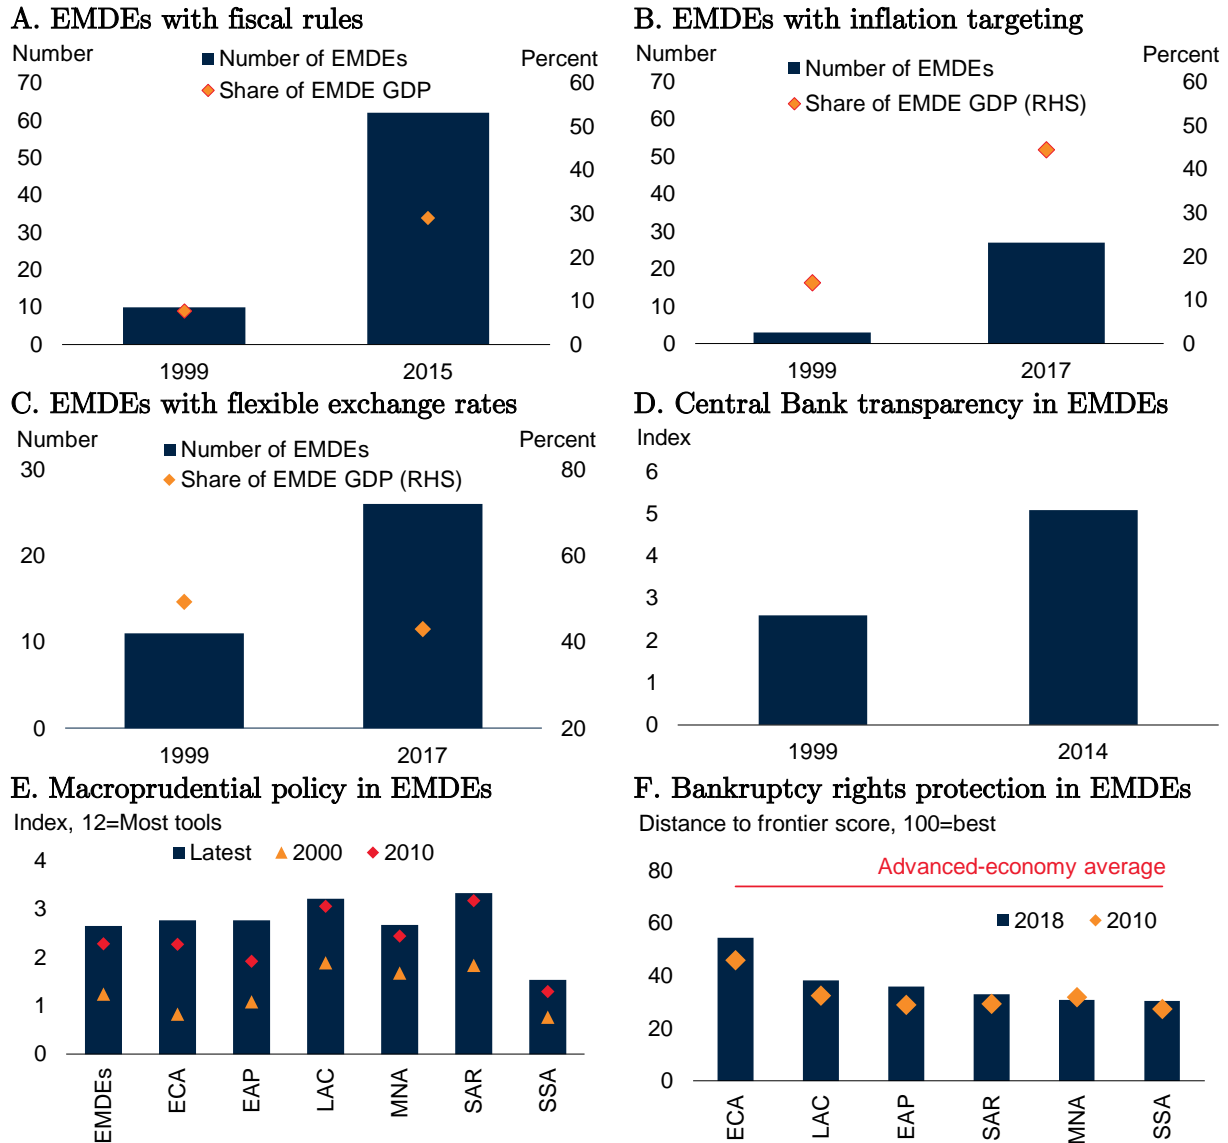 A. EMDEs with fiscal rules
Number
Percent
Number of EMDEs
Share of EMDE GDP
70
60
50
40
30
20
10
0
60
50
40
30
20
10
0
1999
2015
B. EMDEs with inflation targeting
Number
Percent
Number of EMDEs
Share of EMDE GDP (RHS)
70
60
50
40
30
20
10
0
60
50
40
30
20
10
0
1999
2017
C. EMDEs with flexible exchange rates
Number
Percent
Number of EMDEs
Share of EMDE GDP (RHS)
30
20
10
0
80
60
40
20
1999
2017
D. Central Bank transparency in EMDEs
Index
6
5
4
3
2
1
0
1999
2014
E. Macroprudential policy in EMDEs
Index, 12=Most tools
Latest
2000
2010
4
3
2
1
0
EMDEs
ECA
EAP
LAC
MNA
SAR
SSA
F. Bankruptcy rights protection in EMDEs
Distance to frontier score, 100=best
Advanced-economy average
2018
2010
80
60
40
20
0
ECA
LAC
EAP
SAR
MNA
SSA